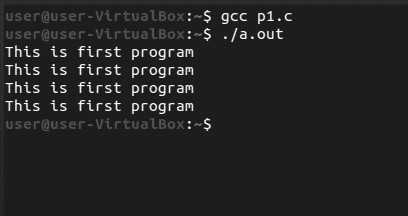 user@user-VirtualBox:~$ gcc p1.c
user@user-VirtualBox:~$ ./a.out
This is first program
This is first program
This is first program
This is first program
user@user-VirtualBox:~$